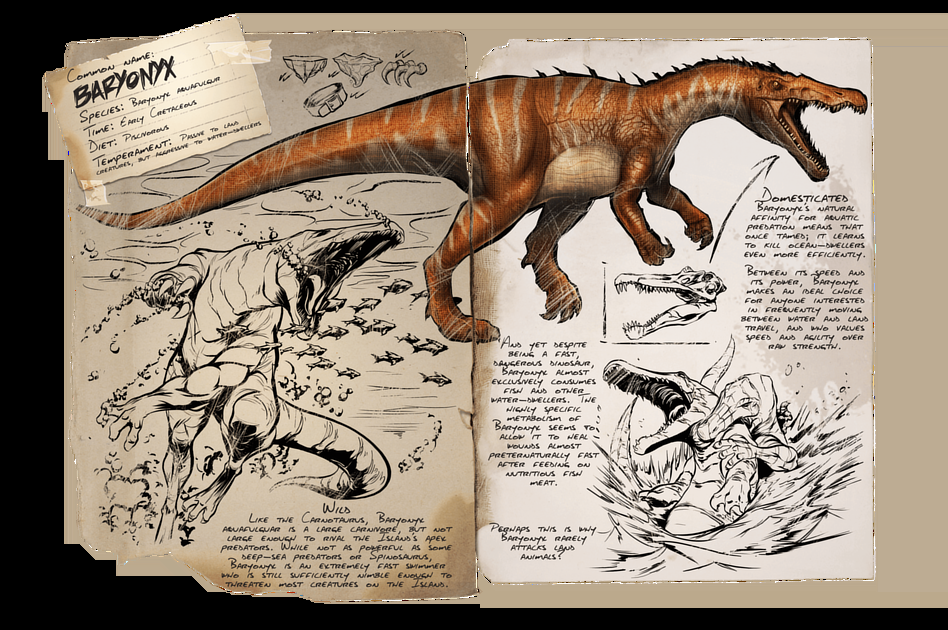 Common name:
BARYONYX
Species: Baryonyx aquafulgur
Time: Early Cretaceous
Diet: Piscivorous
Temperament: Passive to land
creatures, but aggressive to water-dwellers
Wild
Like the Carnotaurus, Baryonyx
aquafulguar is a large carnivore, but not
large enough to rival the Island's apex
predators. While not as powerful as some
deep-sea predators or Spinosaurus,
Baryonyx is an extremely fast swimmer
who is still sufficiently nimble enough to
threaten most creatures on the Island.
And yet despite
being a fast,
dangerous dinosaur,
Baryonyx almost
exclusively consumes
fish and other
water-dwellers. The
highly specific
metabolism of
Baryonyx seems to
allow it to heal
wounds almost
preternaturally fast
after feeding on
nutritious fish
meat.
Perhaps this is why
Baryonyx rarely
attacks land
animals?
Domesticated
Baryonyx's natural
affinity for aquatic
predation means that
once tamed; it learns
to kill ocean-dwellers
even more efficiently.
Between its speed and
its power, Baryonyx
makes an ideal choice
for anyone interested
in frequently moving
between water and land
travel, and who values
speed and agility over
raw strength.